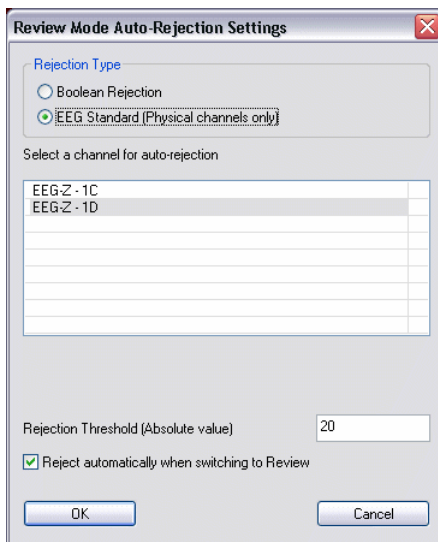 Review Mode Auto-Rejection Settings
Rejection Type
Boolean Rejection
EEG Standard (Physical channels only)
Select a channel for auto-rejection
EEG-Z - 1C
EEG-Z - 1D
Rejection Threshold (Absolute value) 20
Reject automatically when switching to Review
OK Cancel